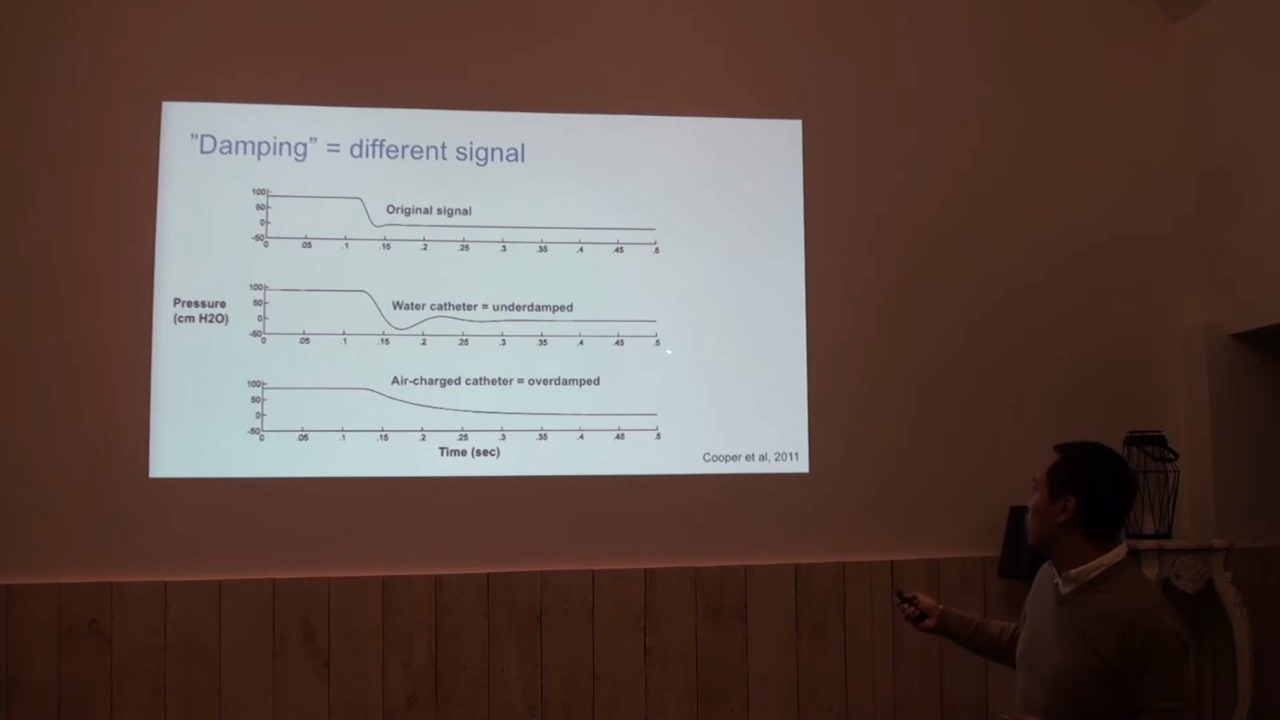 ”Damping” = different signal
100
50
0
-50
Original signal
0 .05 .1 .15 .2 .25 .3 .35 .4 .45 .5
Pressure
(cm H2O)
100
50
0
-50
Water catheter = underdamped
0 .05 .1 .15 .2 .25 .3 .35 .4 .45 .5
100
50
0
-50
Air-charged catheter = overdamped
0 .05 .1 .15 .2 .25 .3 .35 .4 .45 .5
Time (sec)
Cooper et al, 2011